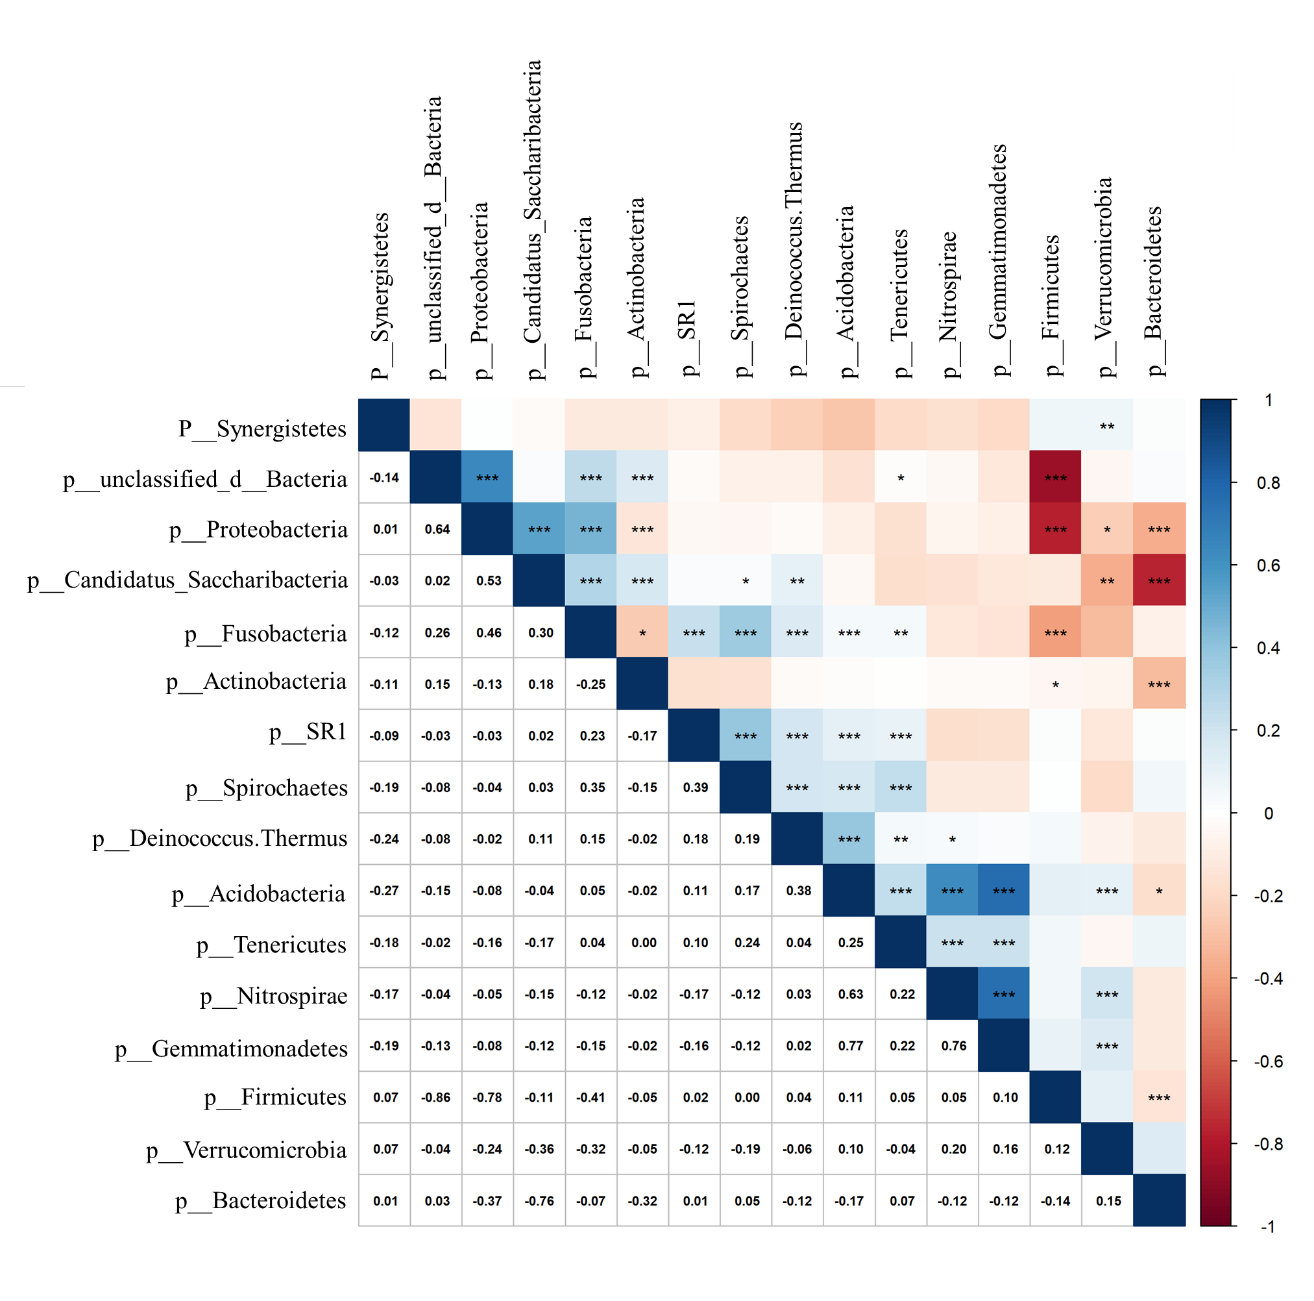 P__Synergistetes
p__unclassified_d__Bacteria
p__Proteobacteria
p__Candidatus_Saccharibacteria
p__Fusobacteria
p__Actinobacteria
p__SR1
p__Spirochaetes
p__Deinococcus.Thermus
p__Acidobacteria
p__Tenericutes
p__Nitrospirae
p__Gemmatimonadetes
p__Firmicutes
p__Verrucomicrobia
p__Bacteroidetes
P__Synergistetes **
p__unclassified_d__Bacteria -0.14 *** *** *** * ***
p__Proteobacteria 0.01 0.64 *** *** *** *** * ***
p__Candidatus_Saccharibacteria -0.03 0.02 0.53 *** *** * ** ** ***
p__Fusobacteria -0.12 0.26 0.46 0.30 * *** *** *** *** ** ***
p__Actinobacteria -0.11 0.15 -0.13 0.18 -0.25 * ***
p__SR1 -0.09 -0.03 -0.03 0.02 0.23 -0.17 *** *** *** ***
p__Spirochaetes -0.19 -0.08 -0.04 0.03 0.35 -0.15 0.39 *** *** ***
p__Deinococcus.Thermus -0.24 -0.08 -0.02 0.11 0.15 -0.02 0.18 0.19 *** ** *
p__Acidobacteria -0.27 -0.15 -0.08 -0.04 0.05 -0.02 0.11 0.17 0.38 *** *** *** *** *
p__Tenericutes -0.18 -0.02 -0.16 -0.17 0.04 0.00 0.10 0.24 0.04 0.25 *** ***
p__Nitrospirae -0.17 -0.04 -0.05 -0.15 -0.12 -0.02 -0.17 -0.12 0.03 0.63 0.22 *** ***
p__Gemmatimonadetes -0.19 -0.13 -0.08 -0.12 -0.15 -0.02 -0.16 -0.12 0.02 0.77 0.22 0.76 ***
p__Firmicutes 0.07 -0.86 -0.78 -0.11 -0.41 -0.05 0.02 0.00 0.04 0.11 0.05 0.05 0.10 ***
p__Verrucomicrobia 0.07 -0.04 -0.24 -0.36 -0.32 -0.05 -0.12 -0.19 -0.06 0.10 -0.04 0.20 0.16 0.12
p__Bacteroidetes 0.01 0.03 -0.37 -0.76 -0.07 -0.32 0.01 0.05 -0.12 -0.17 0.07 -0.12 -0.12 -0.14 0.15
1
0.8
0.6
0.4
0.2
0
-0.2
-0.4
-0.6
-0.8
-1